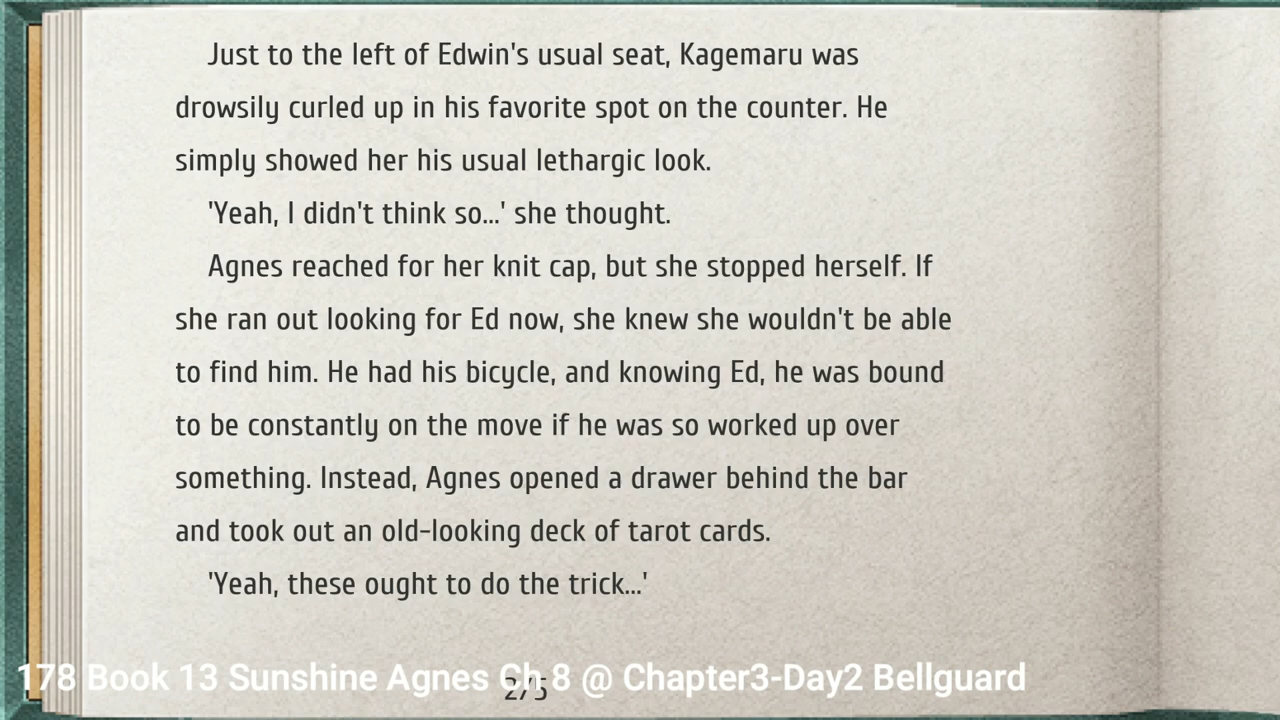 Just to the left of Edwin's usual seat, Kagemaru was
drowsily curled up in his favorite spot on the counter. He
simply showed her his usual lethargic look.
'Yeah, I didn't think so...' she thought.
Agnes reached for her knit cap, but she stopped herself. If
she ran out looking for Ed now, she knew she wouldn't be able
to find him. He had his bicycle, and knowing Ed, he was bound
to be constantly on the move if he was so worked up over
something. Instead, Agnes opened a drawer behind the bar
and took out an old-looking deck of tarot cards.
'Yeah, these ought to do the trick...'
178 Book 13 Sunshine Agnes Ch 8 @ Chapter3-Day2 Bellguard
2/5